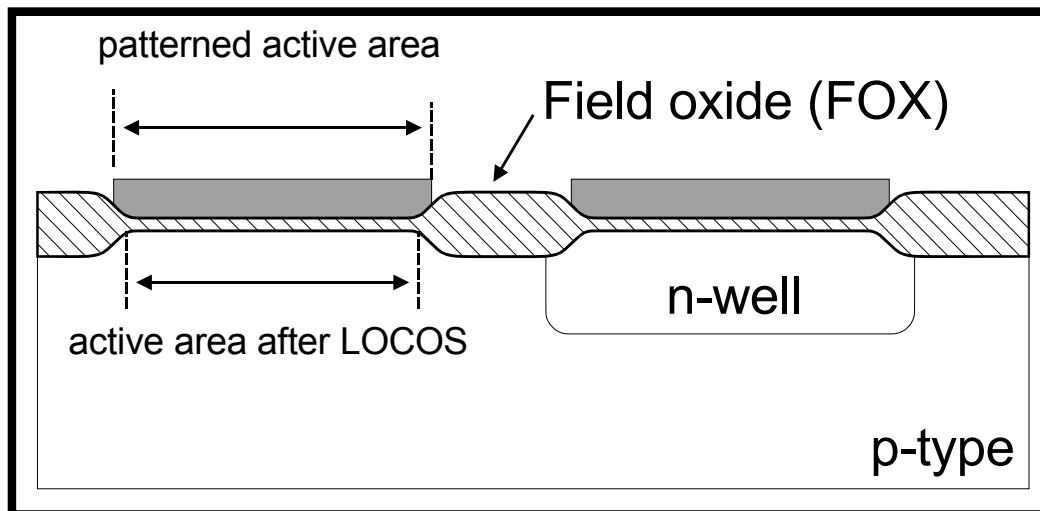 patterned active area
Field oxide (FOX)
n-well
active area after LOCOS
p-type